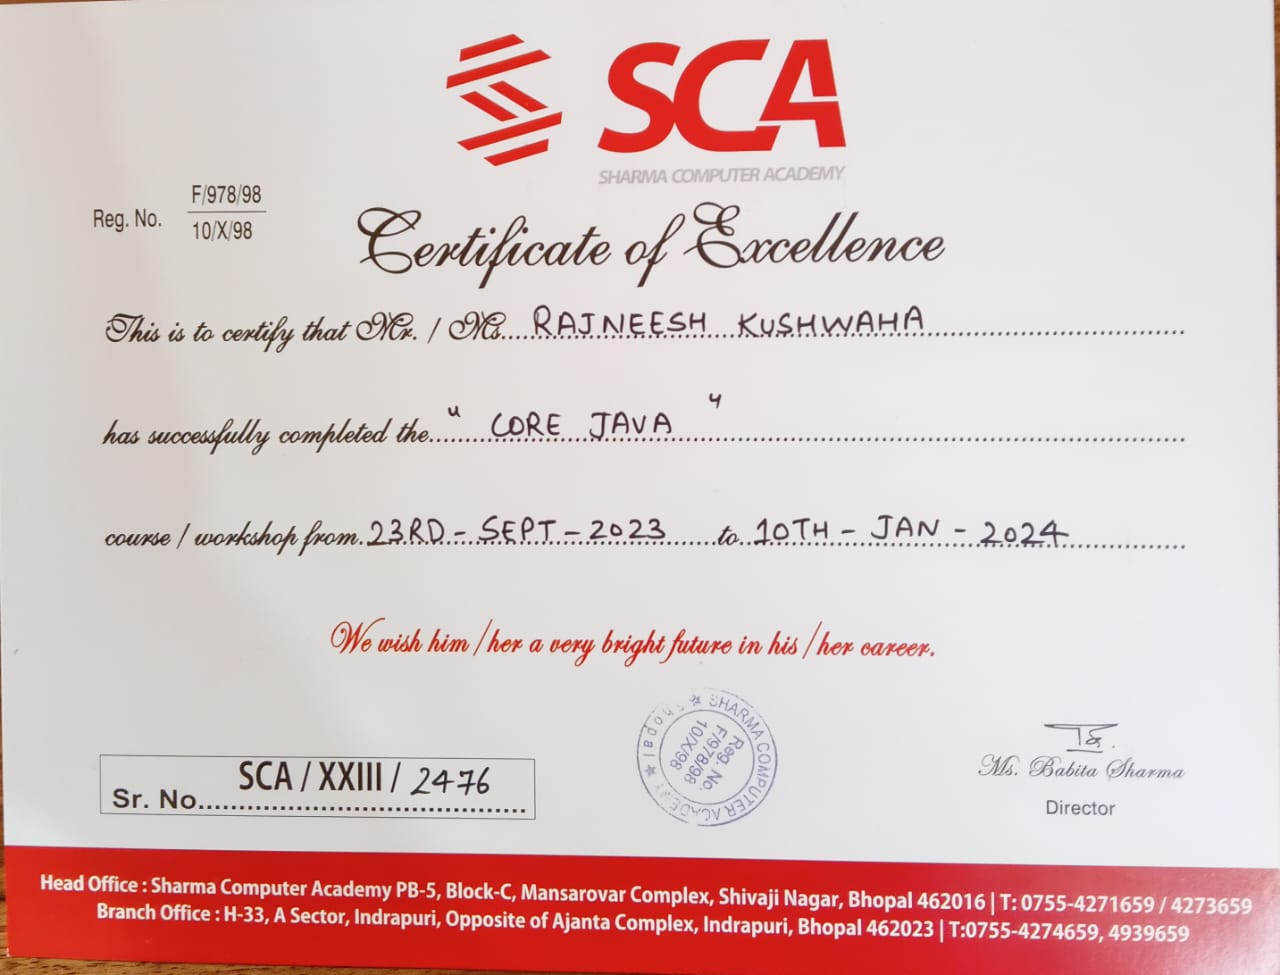 SCA
SHARMA COMPUTER ACADEMY
Reg. No. F/978/98
10/X/98
Certificate of Excellence
This is to certify that Mr. / Ms. RAJNEESH KUSHWAHA
has successfully completed the " CORE JAVA "
course / workshop from 23RD - SEPT - 2023 to 10TH - JAN - 2024
We wish him / her a very bright future in his / her career.
SHARMA COMPUTER ACADEMY ★ Bhopal ★
Reg. No.
F/978/98
10/X/98
Ms. Babita Sharma
Director
Sr. No. SCA / XXIII / 2476
Head Office : Sharma Computer Academy PB-5, Block-C, Mansarovar Complex, Shivaji Nagar, Bhopal 462016 | T: 0755-4271659 / 4273659
Branch Office : H-33, A Sector, Indrapuri, Opposite of Ajanta Complex, Indrapuri, Bhopal 462023 | T:0755-4274659, 4939659